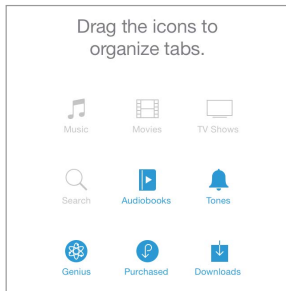 Drag the icons to
organize tabs.
Music Movies TV Shows
Search Audiobooks Tones
Genius Purchased Downloads